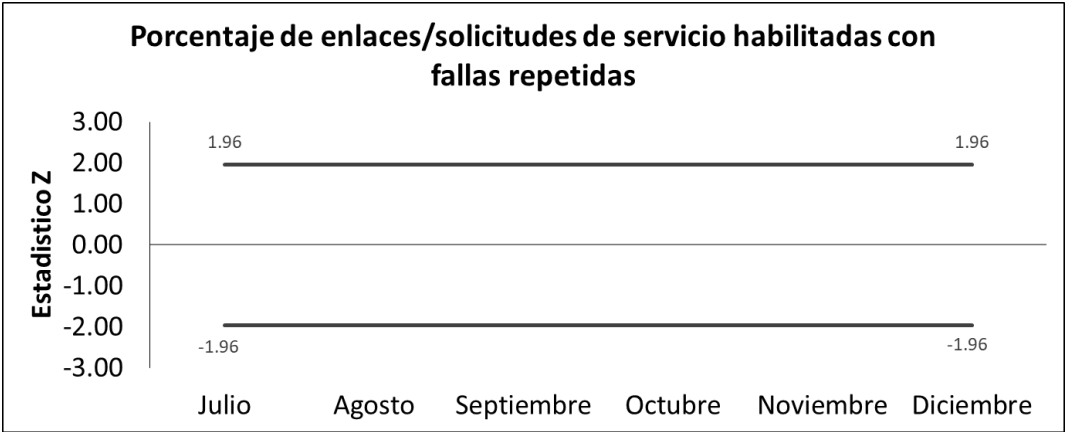 Porcentaje de enlaces/solicitudes de servicio habilitadas con
fallas repetidas
Estadistico Z
3.00
2.00
1.00
0.00
-1.00
-2.00
-3.00
1.96
1.96
-1.96
-1.96
Julio Agosto Septiembre Octubre Noviembre Diciembre